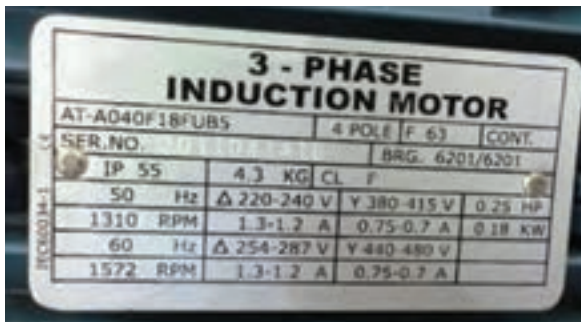 3 - PHASE
INDUCTION MOTOR
AT-A040F18FUB5 4 POLE F 63 CONT.
SER.NO. BRG. 6201/6201
IP 55 4.3 KG CL F
50 Hz Δ 220-240 V Y 380-415 V 0.25 HP
1310 RPM 1.3-1.2 A 0.75-0.7 A 0.18 KW
60 Hz Δ 254-287 V Y 440-480 V
1572 RPM 1.3-1.2 A 0.75-0.7 A
IEC60034-1 CE